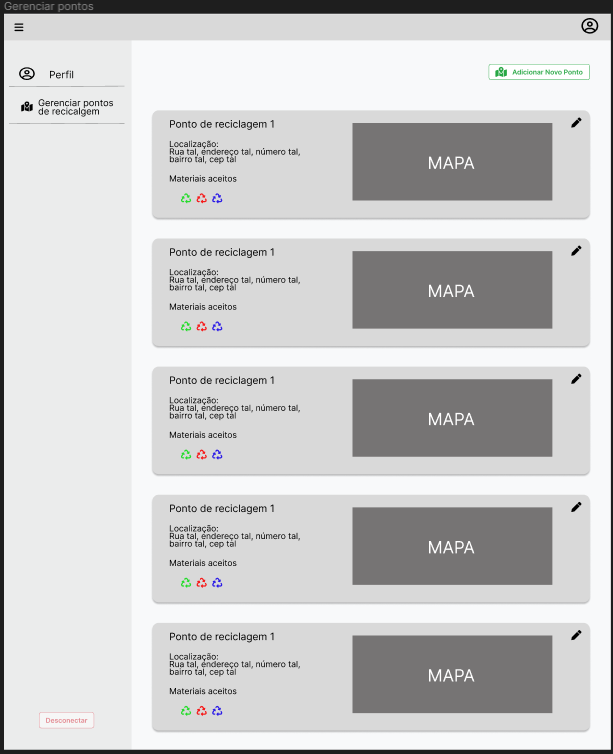 Gerenciar pontos
Perfil
Gerenciar pontos
de recicalgem
Adicionar Novo Ponto
Ponto de reciclagem 1
Localização:
Rua tal, endereço tal, número tal,
bairro tal, cep tal
Materiais aceitos
MAPA
Ponto de reciclagem 1
Localização:
Rua tal, endereço tal, número tal,
bairro tal, cep tal
Materiais aceitos
MAPA
Ponto de reciclagem 1
Localização:
Rua tal, endereço tal, número tal,
bairro tal, cep tal
Materiais aceitos
MAPA
Ponto de reciclagem 1
Localização:
Rua tal, endereço tal, número tal,
bairro tal, cep tal
Materiais aceitos
MAPA
Ponto de reciclagem 1
Localização:
Rua tal, endereço tal, número tal,
bairro tal, cep tal
Materiais aceitos
MAPA
Desconectar